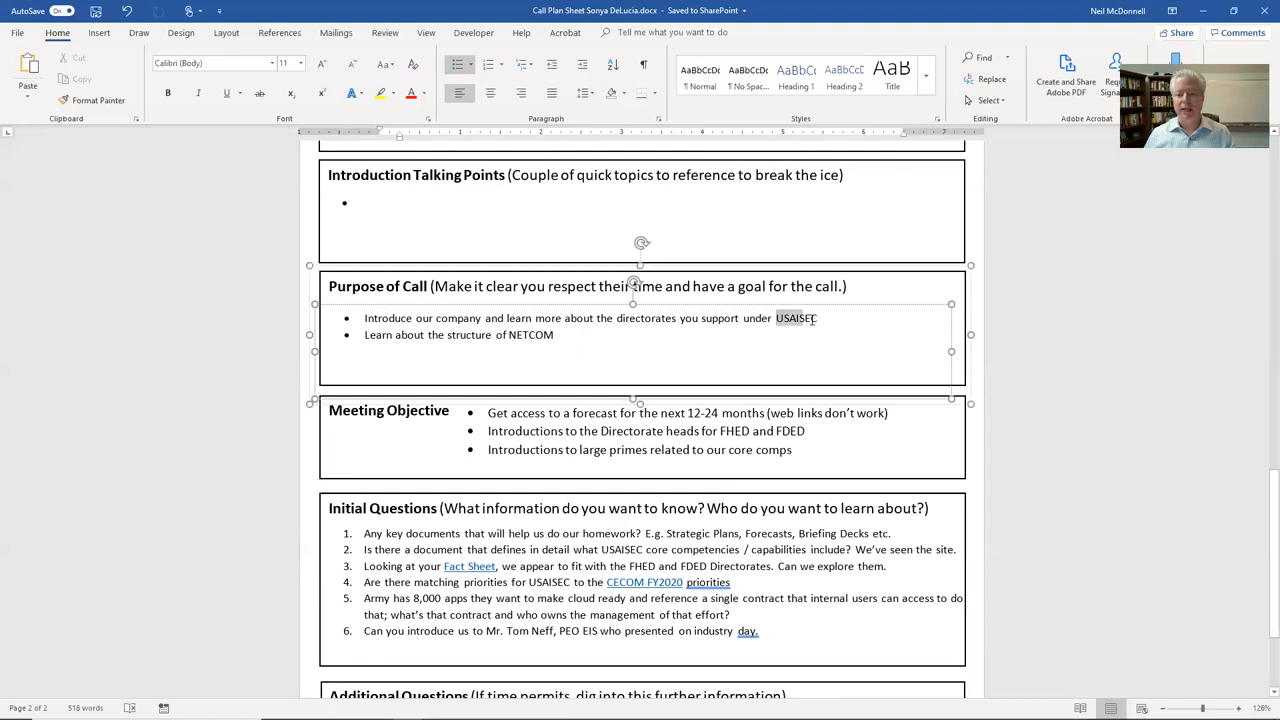 AutoSave On Call Plan Sheet Sonya DeLucia.docx - Saved to SharePoint Neil McDonnell
File Home Insert Draw Design Layout References Mailings Review View Developer Help Acrobat Tell me what you want to do Share Comments
Paste Cut Copy Format Painter
Calibri (Body) 11
AaBbCcDc AaBbCcDc AaBbCc AaBbCcD AaB
¶ Normal ¶ No Spac... Heading 1 Heading 2 Title
Find Replace Select
Create and Share Adobe PDF
Clipboard Font Paragraph Styles Editing Adobe Acrobat
Introduction Talking Points (Couple of quick topics to reference to break the ice)
Purpose of Call (Make it clear you respect their time and have a goal for the call.)
• Introduce our company and learn more about the directorates you support under USAISEC
• Learn about the structure of NETCOM
Meeting Objective
• Get access to a forecast for the next 12-24 months (web links don't work)
• Introductions to the Directorate heads for FHED and FDED
• Introductions to large primes related to our core comps
Initial Questions (What information do you want to know? Who do you want to learn about?)
1. Any key documents that will help us do our homework? E.g. Strategic Plans, Forecasts, Briefing Decks etc.
2. Is there a document that defines in detail what USAISEC core competencies / capabilities include? We've seen the site.
3. Looking at your Fact Sheet, we appear to fit with the FHED and FDED Directorates. Can we explore them.
4. Are there matching priorities for USAISEC to the CECOM FY2020 priorities
5. Army has 8,000 apps they want to make cloud ready and reference a single contract that internal users can access to do
that; what's that contract and who owns the management of that effort?
6. Can you introduce us to Mr. Tom Neff, PEO EIS who presented on industry day.
Additional Questions (If time permits, dig into this further information)
Page 2 of 2 518 words 126%